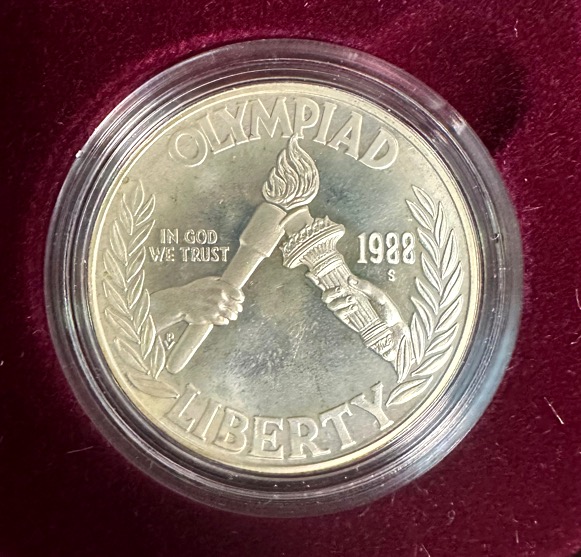 OLYMPIAD
IN GOD
WE TRUST
1988
S
LIBERTY